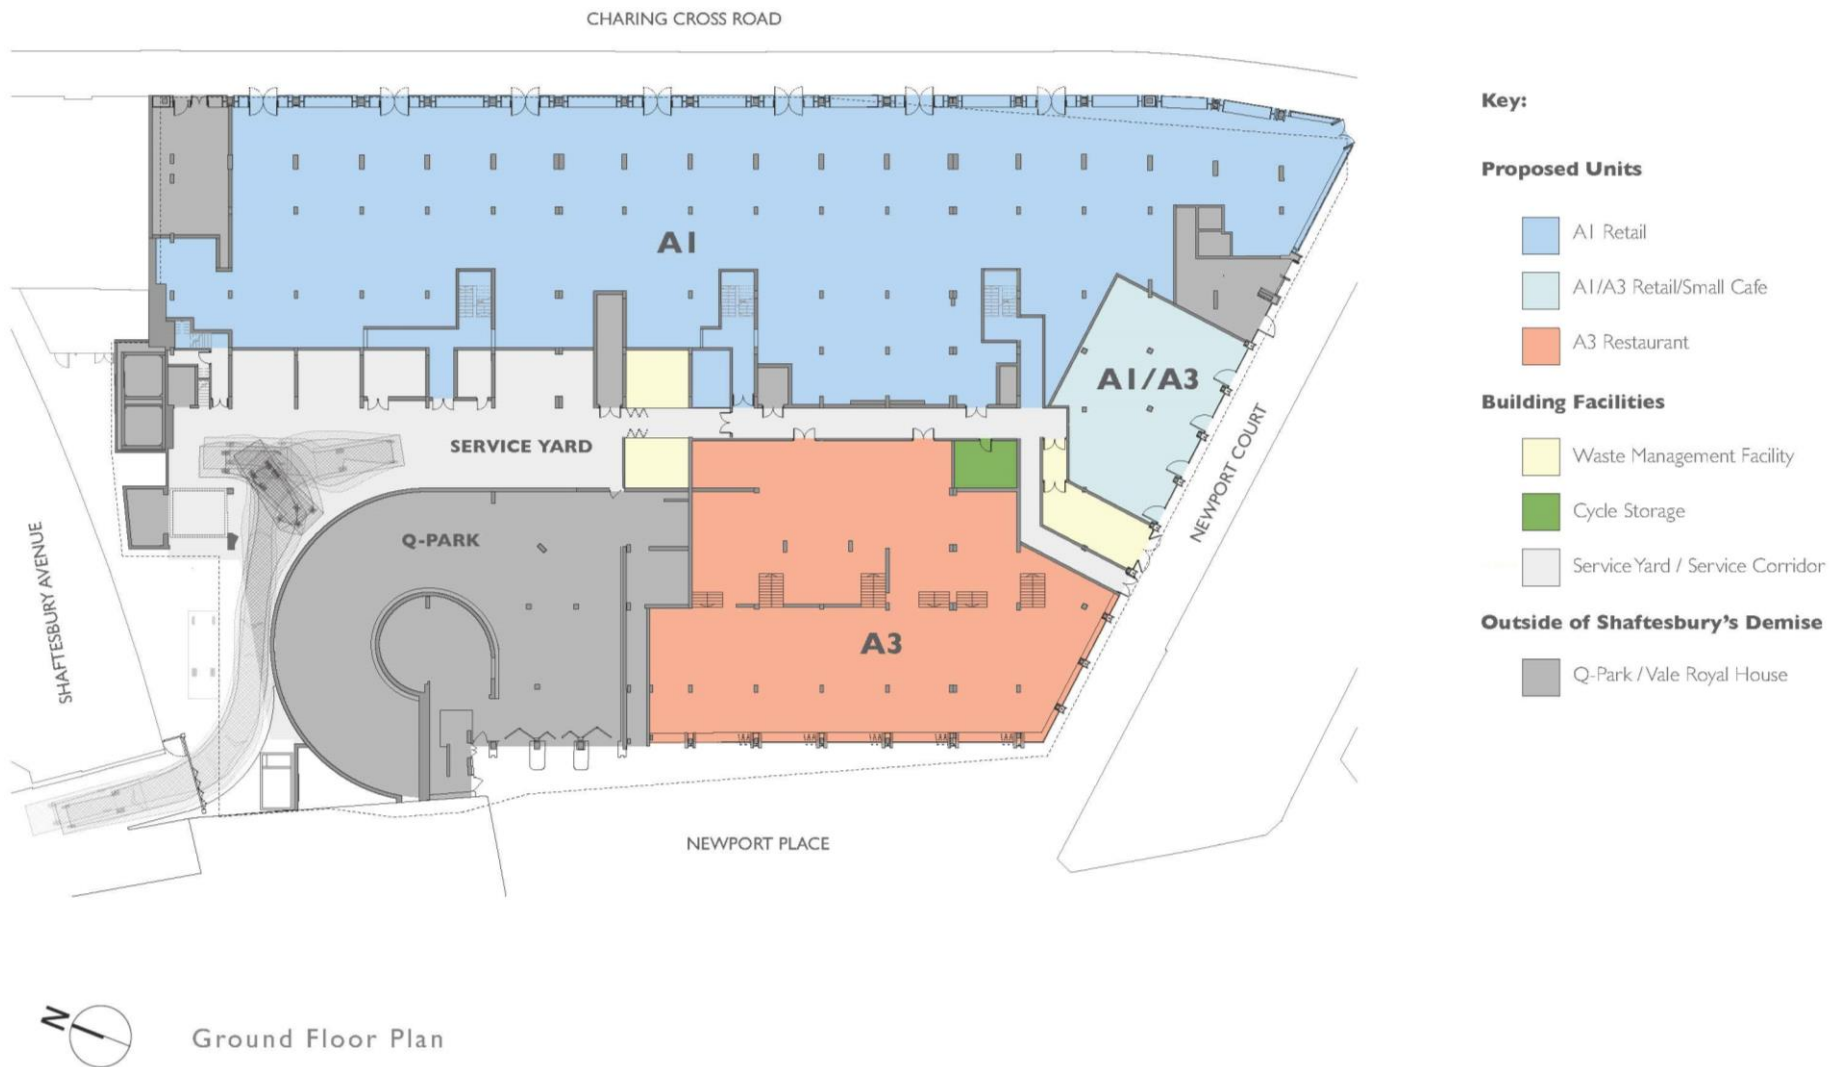 CHARING CROSS ROAD
Key:
Proposed Units
A1 Retail
A1/A3 Retail/Small Cafe
A3 Restaurant
Building Facilities
Waste Management Facility
Cycle Storage
Service Yard / Service Corridor
Outside of Shaftesbury's Demise
Q-Park / Vale Royal House
A1
A1/A3
SERVICE YARD
NEWPORT COURT
Q-PARK
SHAFTESBURY AVENUE
A3
NEWPORT PLACE
N
Ground Floor Plan